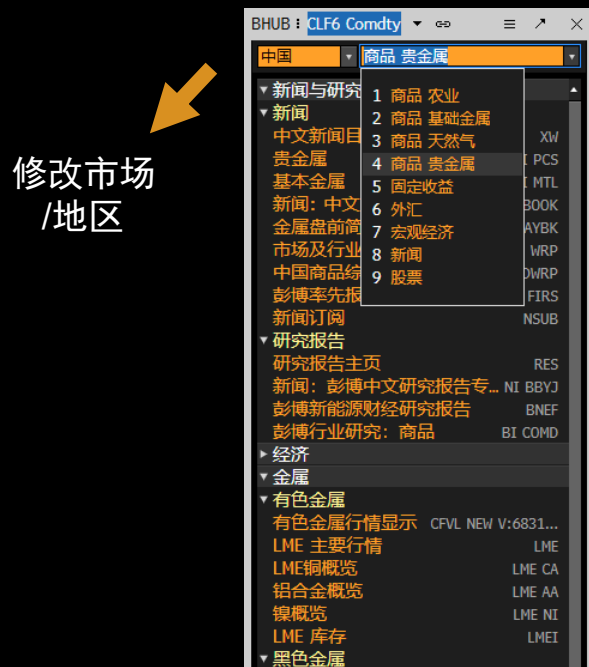 BHUB: CLF6 Comdty
中国 商品 贵金属
修改市场
/地区
新闻与研究
新闻
中文新闻目 XW
贵金属 I PCS
基本金属 I MTL
新闻：中文 BOOK
金属盘前简 AYBK
市场及行业 WRP
中国商品综 OWRP
彭博率先报 FIRS
新闻订阅 NSUB
1 商品 农业
2 商品 基础金属
3 商品 天然气
4 商品 贵金属
5 固定收益
6 外汇
7 宏观经济
8 新闻
9 股票
研究报告
研究报告主页 RES
新闻：彭博中文研究报告专… NI BBYJ
彭博新能源财经研究报告 BNEF
彭博行业研究：商品 BI COMD
经济
金属
有色金属
有色金属行情显示 CFVL NEW V:6831...
LME 主要行情 LME
LME铜概览 LME CA
铝合金概览 LME AA
镍概览 LME NI
LME 库存 LMEI
黑色金属